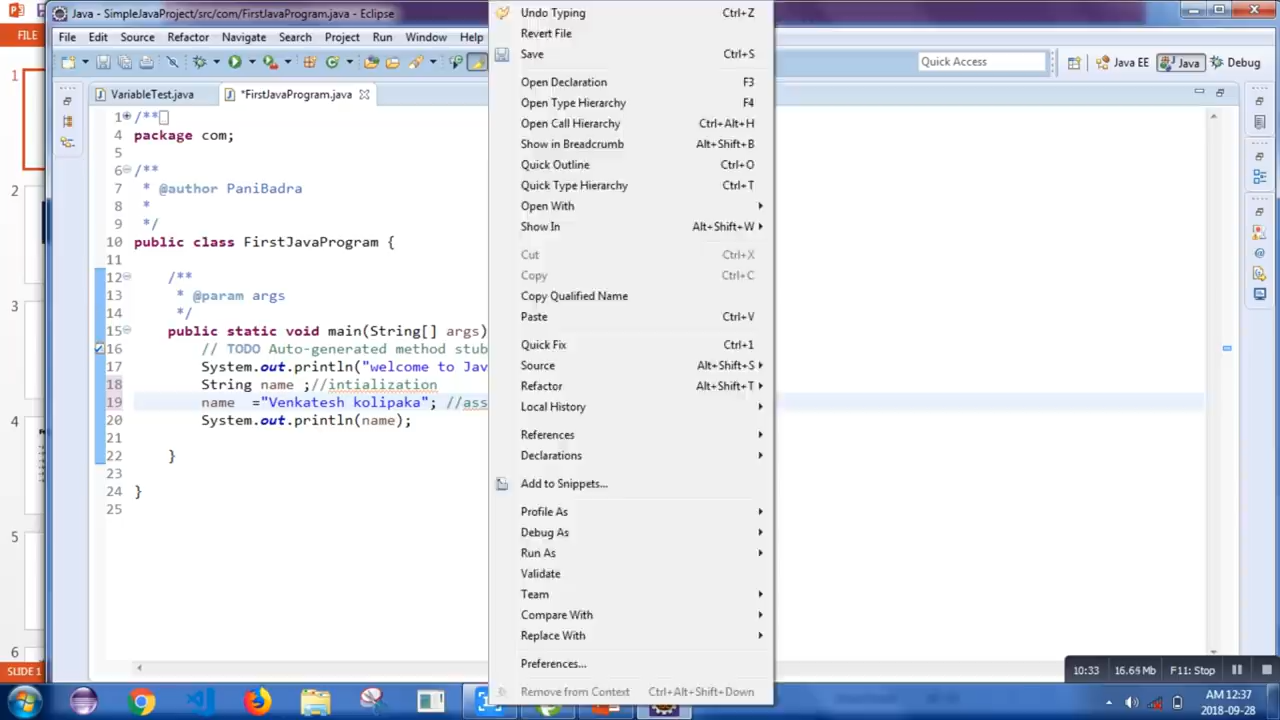 Java - SimpleJavaProject/src/com/FirstJavaProgram.java - Eclipse
FILE
File Edit Source Refactor Navigate Search Project Run Window Help
Quick Access
Java EE
Java
Debug
VariableTest.java
*FirstJavaProgram.java
1 /**
4 package com;
5
6 /**
7 * @author PaniBadra
8 *
9 */
10 public class FirstJavaProgram {
11
12 /**
13 * @param args
14 */
15 public static void main(String[] args)
16 // TODO Auto-generated method stub
17 System.out.println("welcome to Jav
18 String name ;//intialization
19 name ="Venkatesh kolipaka"; //ass
20 System.out.println(name);
21
22 }
23
24 }
25
Undo Typing Ctrl+Z
Revert File
Save Ctrl+S
Open Declaration F3
Open Type Hierarchy F4
Open Call Hierarchy Ctrl+Alt+H
Show in Breadcrumb Alt+Shift+B
Quick Outline Ctrl+O
Quick Type Hierarchy Ctrl+T
Open With
Show In Alt+Shift+W
Cut Ctrl+X
Copy Ctrl+C
Copy Qualified Name
Paste Ctrl+V
Quick Fix Ctrl+1
Source Alt+Shift+S
Refactor Alt+Shift+T
Local History
References
Declarations
Add to Snippets...
Profile As
Debug As
Run As
Validate
Team
Compare With
Replace With
Preferences...
Remove from Context Ctrl+Alt+Shift+Down
1
2
3
4
5
6
SLIDE 1
10:33 16.66 Mb F11: Stop
AM 12:37
2018-09-28